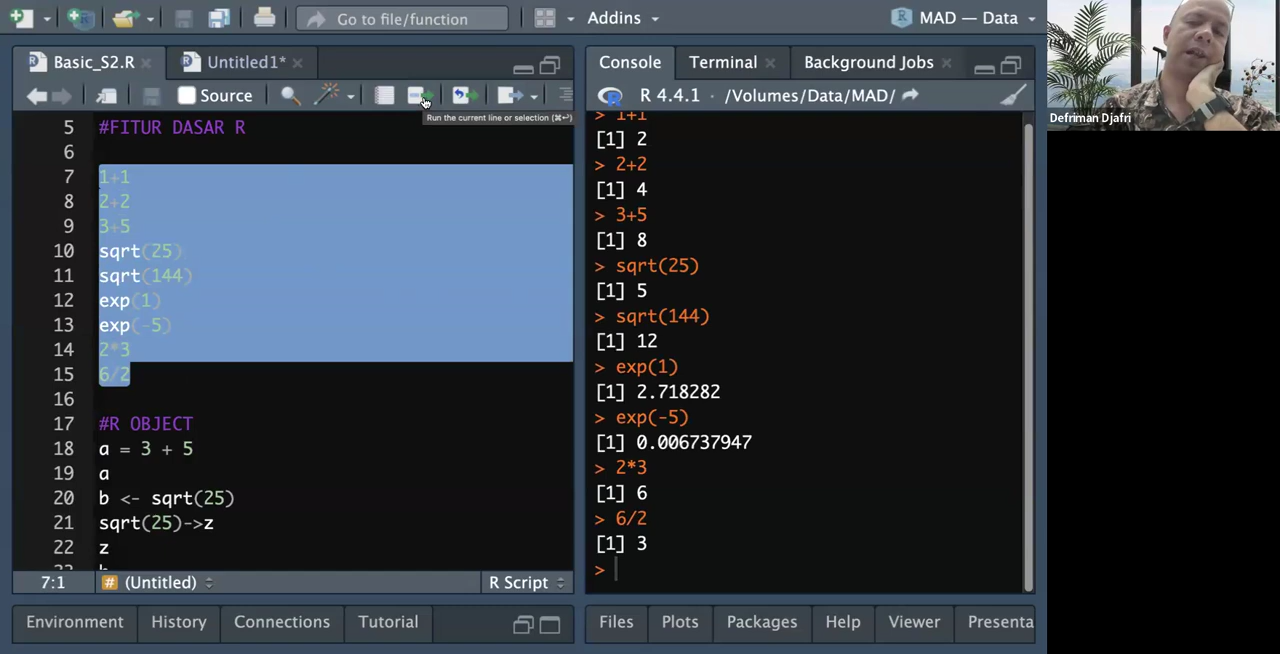 Go to file/function
Addins
MAD — Data
Basic_S2.R
Untitled1*
Source
Run the current line or selection (⌘↩)
5 #FITUR DASAR R
6
7 1+1
8 2+2
9 3+5
10 sqrt(25)
11 sqrt(144)
12 exp(1)
13 exp(-5)
14 2*3
15 6/2
16
17 #R OBJECT
18 a = 3 + 5
19 a
20 b <- sqrt(25)
21 sqrt(25)->z
22 z
7:1 # (Untitled) R Script
Environment History Connections Tutorial
Console Terminal Background Jobs
R 4.4.1 · /Volumes/Data/MAD/
> 1+1
[1] 2
> 2+2
[1] 4
> 3+5
[1] 8
> sqrt(25)
[1] 5
> sqrt(144)
[1] 12
> exp(1)
[1] 2.718282
> exp(-5)
[1] 0.006737947
> 2*3
[1] 6
> 6/2
[1] 3
>
Files Plots Packages Help Viewer Presenta
Defriman Djafri